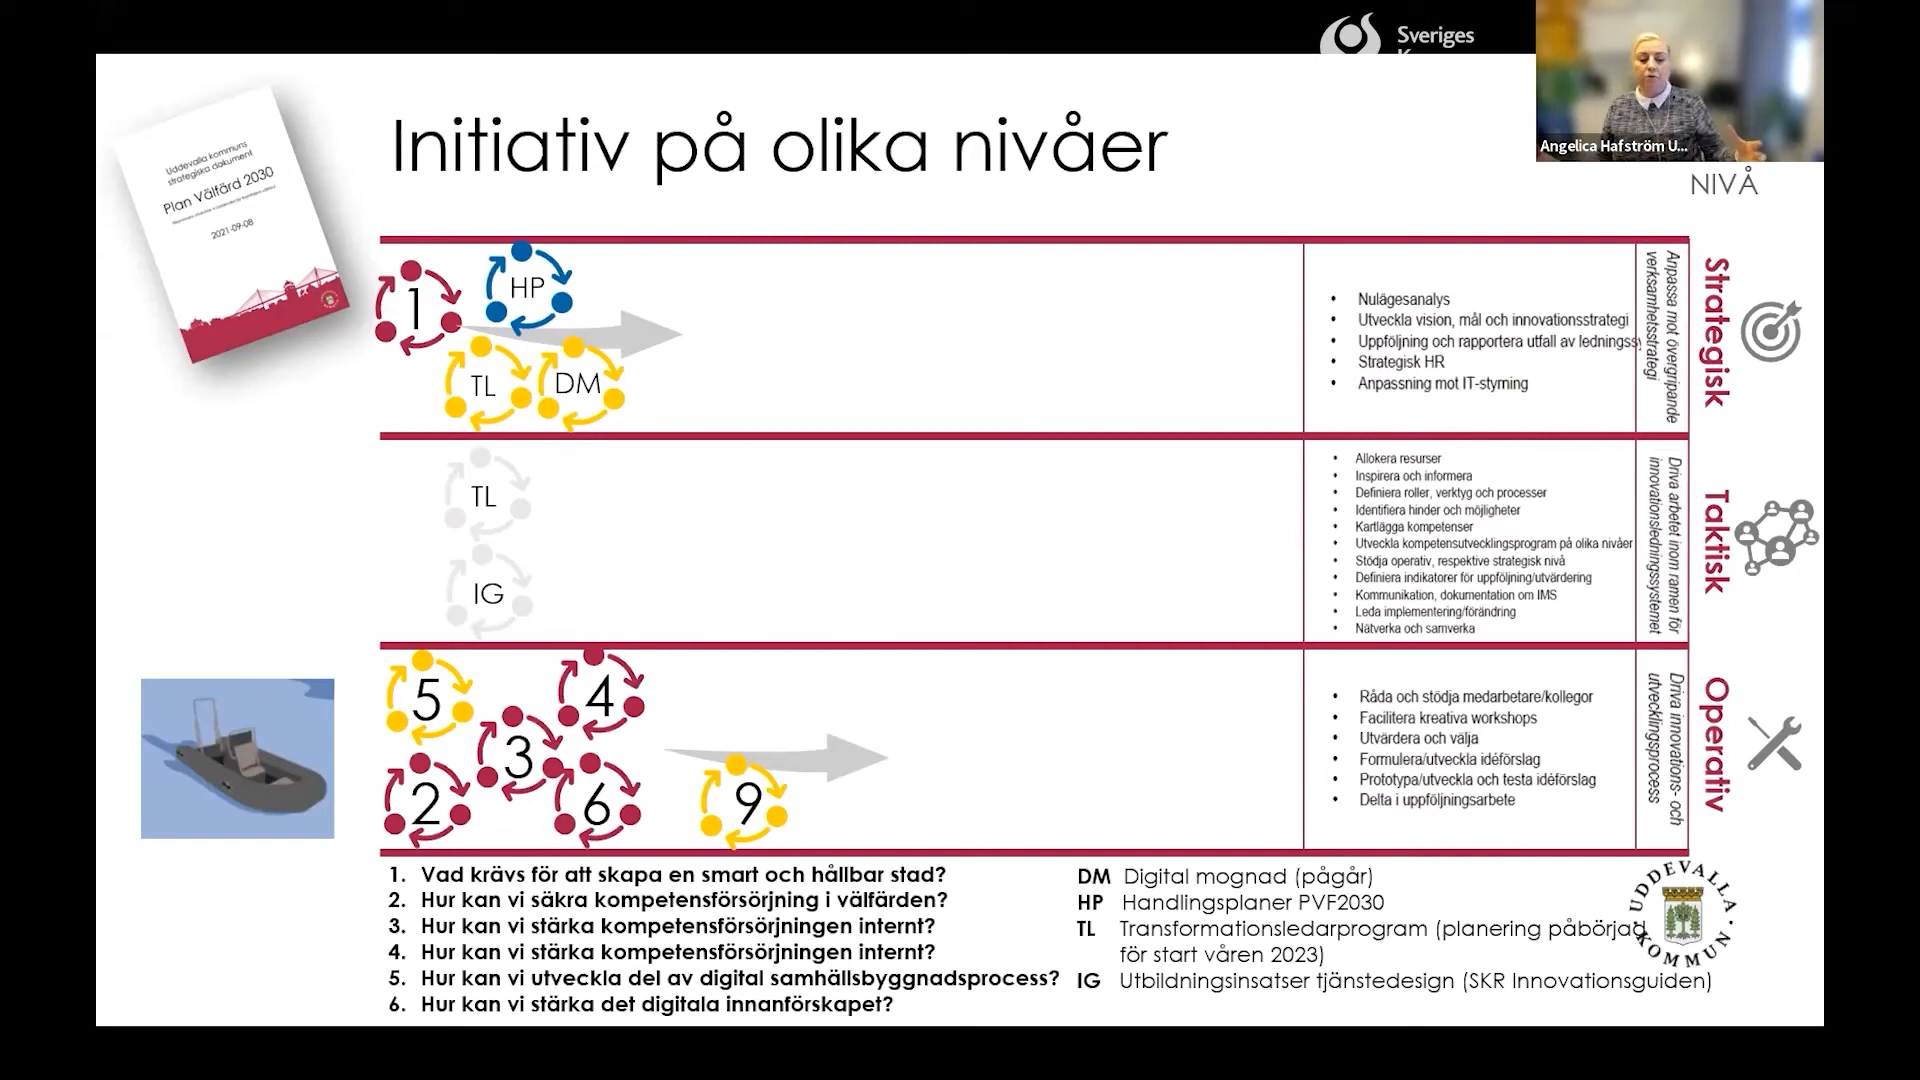 Sveriges
Angelica Hafström U...
Uddevalla kommuns
strategiska dokument
Plan Välfärd 2030
2021-09-08
Initiativ på olika nivåer
NIVÅ
1
HP
TL
DM
Nulägesanalys
Utveckla vision, mål och innovationsstrategi
Uppföljning och rapportera utfall av ledningss
Strategisk HR
Anpassning mot IT-styrning
Anpassa mot övergripande
verksamhetsstrategi
Strategisk
TL
IG
Allokera resurser
Inspirera och informera
Definiera roller, verktyg och processer
Identifiera hinder och möjligheter
Kartlägga kompetenser
Utveckla kompetensutvecklingsprogram på olika nivåer
Stödja operativ, respektive strategisk nivå
Definiera indikatorer för uppföljning/utvärdering
Kommunikation, dokumentation om IMS
Leda implementering/förändring
Nätverka och samverka
Driva arbetet inom ramen för
innovationsledningssystemet
Taktisk
5
4
3
2
6
9
Råda och stödja medarbetare/kollegor
Facilitera kreativa workshops
Utvärdera och välja
Formulera/utveckla idéförslag
Prototypa/utveckla och testa idéförslag
Delta i uppföljningsarbete
Driva innovations- och
utvecklingsprocess
Operativ
1. Vad krävs för att skapa en smart och hållbar stad?
2. Hur kan vi säkra kompetensförsörjning i välfärden?
3. Hur kan vi stärka kompetensförsörjningen internt?
4. Hur kan vi stärka kompetensförsörjningen internt?
5. Hur kan vi utveckla del av digital samhällsbyggnadsprocess?
6. Hur kan vi stärka det digitala innanförskapet?
DM Digital mognad (pågår)
HP Handlingsplaner PVF2030
TL Transformationsledarprogram (planering påbörjad
för start våren 2023)
IG Utbildningsinsatser tjänstedesign (SKR Innovationsguiden)
UDDEVALLA
KOMMUN